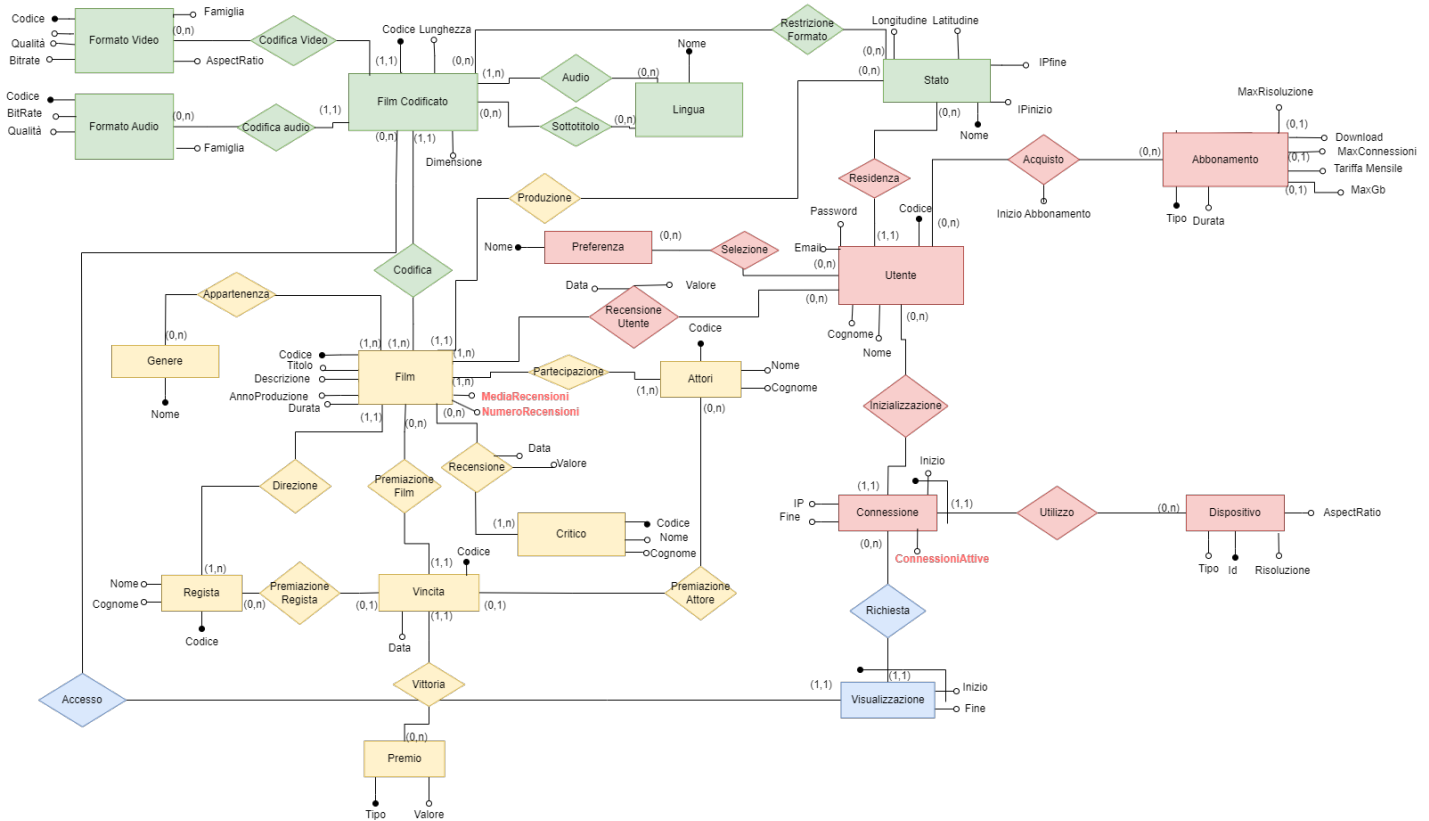 Codice
Famiglia
Formato Video
(0,n)
Codifica Video
Qualitá
Bitrate
AspectRatio
Codice Lunghezza
(1,1)
(0,n)
Restrizione
Formato
Longitudine
Latitudine
(0,n)
(0,n)
Stato
IPfine
IPinizio
Nome
(0,n)
Nome
(1,n)
Audio
(0,n)
Lingua
Film Codificato
(0,n)
Sottotitolo
(0,n)
Codice
BitRate
Qualitá
Formato Audio
(0,n)
Codifica audio
(1,1)
Famiglia
(0,n)
(1,1)
Dimensione
MaxRisoluzione
(0,1)
Download
MaxConnessioni
(0,1)
Tariffa Mensile
(0,1)
MaxGb
Abbonamento
(0,n)
Tipo
Durata
Acquisto
Inizio Abbonamento
Residenza
Produzione
Password
Codice
(0,n)
(1,1)
Email
Nome
Preferenza
(0,n)
Selezione
(0,n)
Utente
(0,n)
(0,n)
Cognome
Nome
Codifica
Data
Valore
Recensione
Utente
Appartenenza
(0,n)
Genere
Nome
(1,n)
(1,n)
(1,1)
(1,n)
Codice
Titolo
Descrizione
AnnoProduzione
Durata
Film
(1,n)
Partecipazione
(1,n)
Codice
Attori
Nome
Cognome
(0,n)
MediaRecensioni
NumeroRecensioni
(1,1)
(0,n)
(0,n)
Inizializzazione
Direzione
Premiazione
Film
Recensione
Data
Valore
(1,n)
Critico
Codice
Nome
Cognome
Inizio
(1,1)
IP
Fine
Connessione
(1,1)
Utilizzo
(0,n)
Dispositivo
AspectRatio
Tipo
Id
Risoluzione
(0,n)
ConnessioniAttive
(1,n)
Nome
Cognome
Regista
(0,n)
Codice
Premiazione
Regista
(0,1)
(1,1)
Codice
Vincita
(0,1)
(1,1)
Data
Premiazione
Attore
Richiesta
Accesso
Vittoria
(1,1)
(1,1)
Visualizzazione
Inizio
Fine
(0,n)
Premio
Tipo
Valore